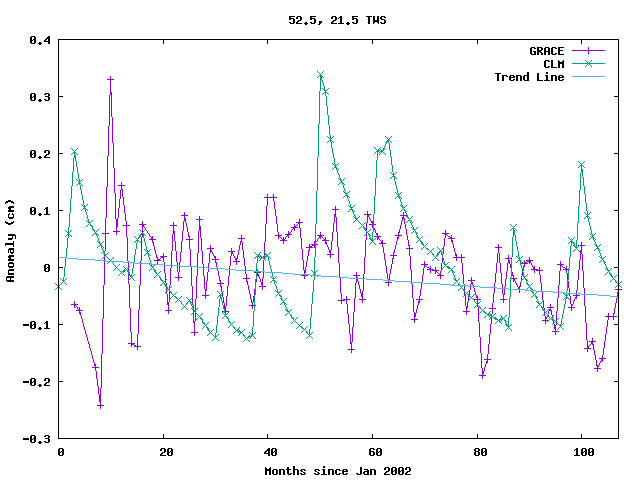 52.5, 21.5 TWS
GRACE
CLM
Trend Line
0.4
0.3
0.2
0.1
0
-0.1
-0.2
-0.3
Anomaly (cm)
0 20 40 60 80 100
Months since Jan 2002